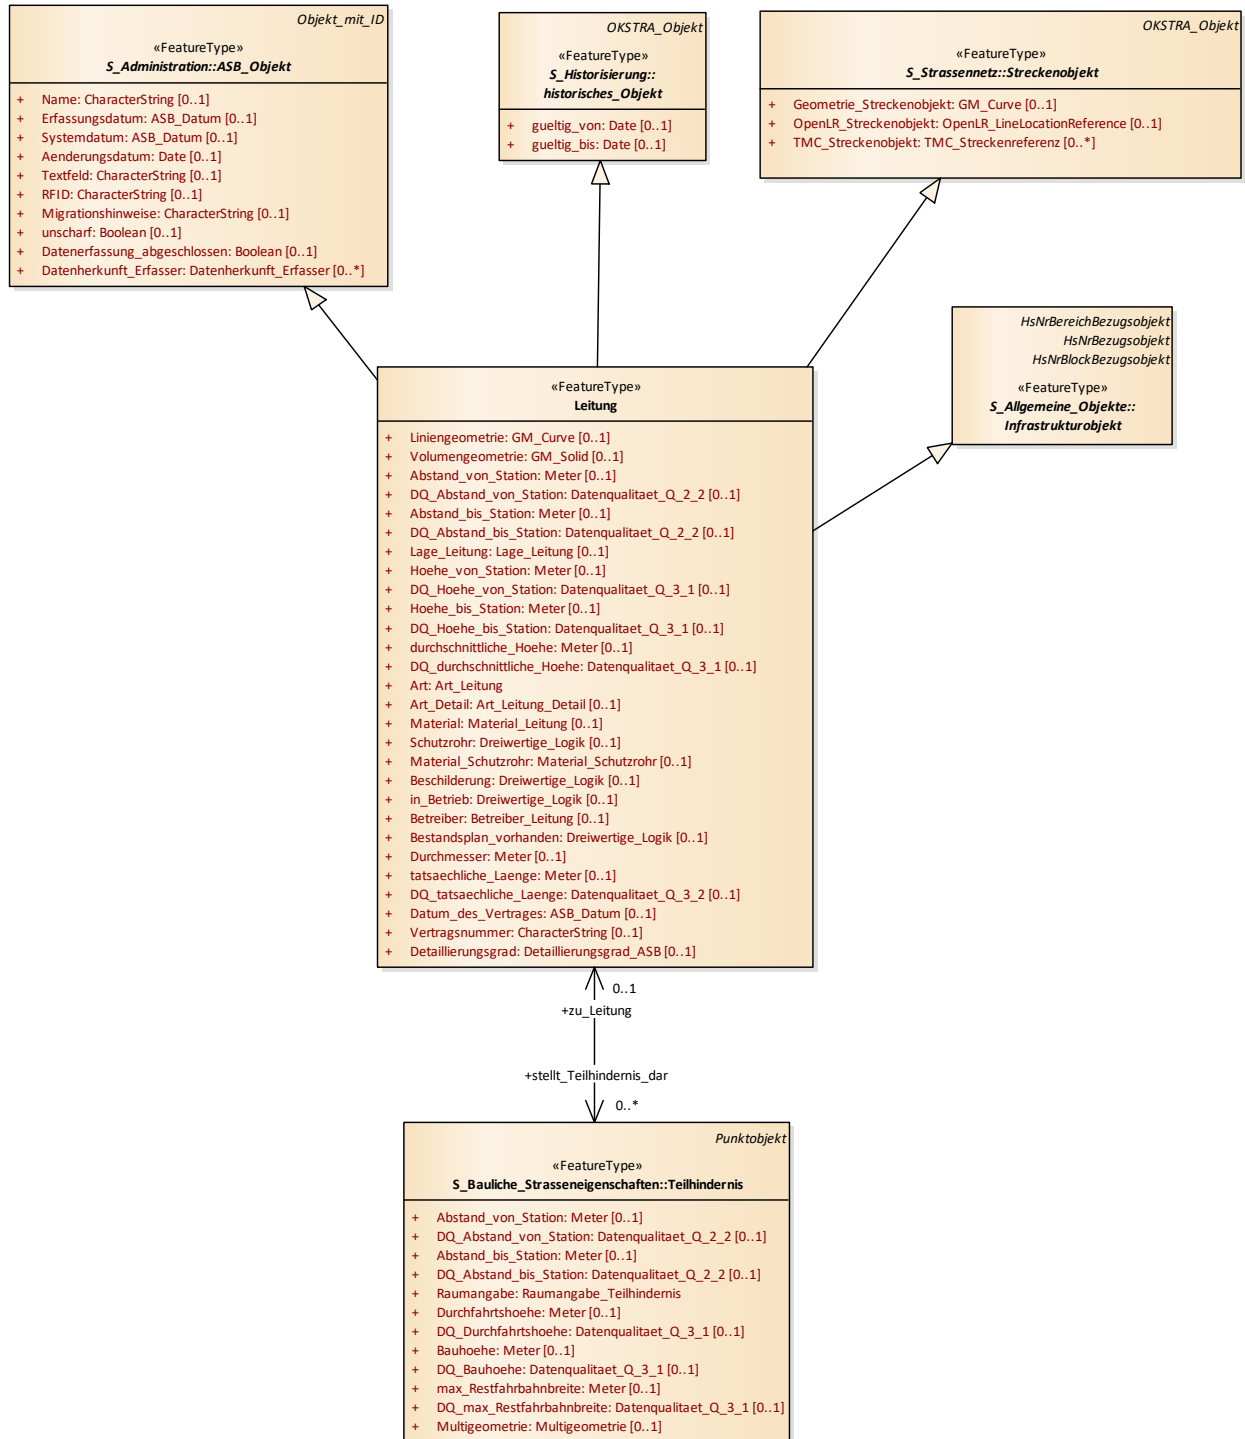 Objekt_mit_ID
«FeatureType»
S_Administration::ASB_Objekt
+ Name: CharacterString [0..1]
+ Erfassungsdatum: ASB_Datum [0..1]
+ Systemdatum: ASB_Datum [0..1]
+ Aenderungsdatum: Date [0..1]
+ Textfeld: CharacterString [0..1]
+ RFID: CharacterString [0..1]
+ Migrationshinweise: CharacterString [0..1]
+ unscharf: Boolean [0..1]
+ Datenerfassung_abgeschlossen: Boolean [0..1]
+ Datenherkunft_Erfasser: Datenherkunft_Erfasser [0..*]
OKSTRA_Objekt
«FeatureType»
S_Historisierung::
historisches_Objekt
+ gueltig_von: Date [0..1]
+ gueltig_bis: Date [0..1]
OKSTRA_Objekt
«FeatureType»
S_Strassennetz::Streckenobjekt
+ Geometrie_Streckenobjekt: GM_Curve [0..1]
+ OpenLR_Streckenobjekt: OpenLR_LineLocationReference [0..1]
+ TMC_Streckenobjekt: TMC_Streckenreferenz [0..*]
HsNrBereichBezugsobjekt
HsNrBezugsobjekt
HsNrBlockBezugsobjekt
«FeatureType»
S_Allgemeine_Objekte::
Infrastrukturobjekt
«FeatureType»
Leitung
+ Liniengeometrie: GM_Curve [0..1]
+ Volumengeometrie: GM_Solid [0..1]
+ Abstand_von_Station: Meter [0..1]
+ DQ_Abstand_von_Station: Datenqualitaet_Q_2_2 [0..1]
+ Abstand_bis_Station: Meter [0..1]
+ DQ_Abstand_bis_Station: Datenqualitaet_Q_2_2 [0..1]
+ Lage_Leitung: Lage_Leitung [0..1]
+ Hoehe_von_Station: Meter [0..1]
+ DQ_Hoehe_von_Station: Datenqualitaet_Q_3_1 [0..1]
+ Hoehe_bis_Station: Meter [0..1]
+ DQ_Hoehe_bis_Station: Datenqualitaet_Q_3_1 [0..1]
+ durchschnittliche_Hoehe: Meter [0..1]
+ DQ_durchschnittliche_Hoehe: Datenqualitaet_Q_3_1 [0..1]
+ Art: Art_Leitung
+ Art_Detail: Art_Leitung_Detail [0..1]
+ Material: Material_Leitung [0..1]
+ Schutzrohr: Dreiwertige_Logik [0..1]
+ Material_Schutzrohr: Material_Schutzrohr [0..1]
+ Beschilderung: Dreiwertige_Logik [0..1]
+ in_Betrieb: Dreiwertige_Logik [0..1]
+ Betreiber: Betreiber_Leitung [0..1]
+ Bestandsplan_vorhanden: Dreiwertige_Logik [0..1]
+ Durchmesser: Meter [0..1]
+ tatsaechliche_Laenge: Meter [0..1]
+ DQ_tatsaechliche_Laenge: Datenqualitaet_Q_3_2 [0..1]
+ Datum_des_Vertrages: ASB_Datum [0..1]
+ Vertragsnummer: CharacterString [0..1]
+ Detaillierungsgrad: Detaillierungsgrad_ASB [0..1]
0..1
+zu_Leitung
+stellt_Teilhindernis_dar
0..*
Punktobjekt
«FeatureType»
S_Bauliche_Strasseneigenschaften::Teilhindernis
+ Abstand_von_Station: Meter [0..1]
+ DQ_Abstand_von_Station: Datenqualitaet_Q_2_2 [0..1]
+ Abstand_bis_Station: Meter [0..1]
+ DQ_Abstand_bis_Station: Datenqualitaet_Q_2_2 [0..1]
+ Raumangabe: Raumangabe_Teilhindernis
+ Durchfahrtshoehe: Meter [0..1]
+ DQ_Durchfahrtshoehe: Datenqualitaet_Q_3_1 [0..1]
+ Bauhoehe: Meter [0..1]
+ DQ_Bauhoehe: Datenqualitaet_Q_3_1 [0..1]
+ max_Restfahrbahnbreite: Meter [0..1]
+ DQ_max_Restfahrbahnbreite: Datenqualitaet_Q_3_1 [0..1]
+ Multigeometrie: Multigeometrie [0..1]